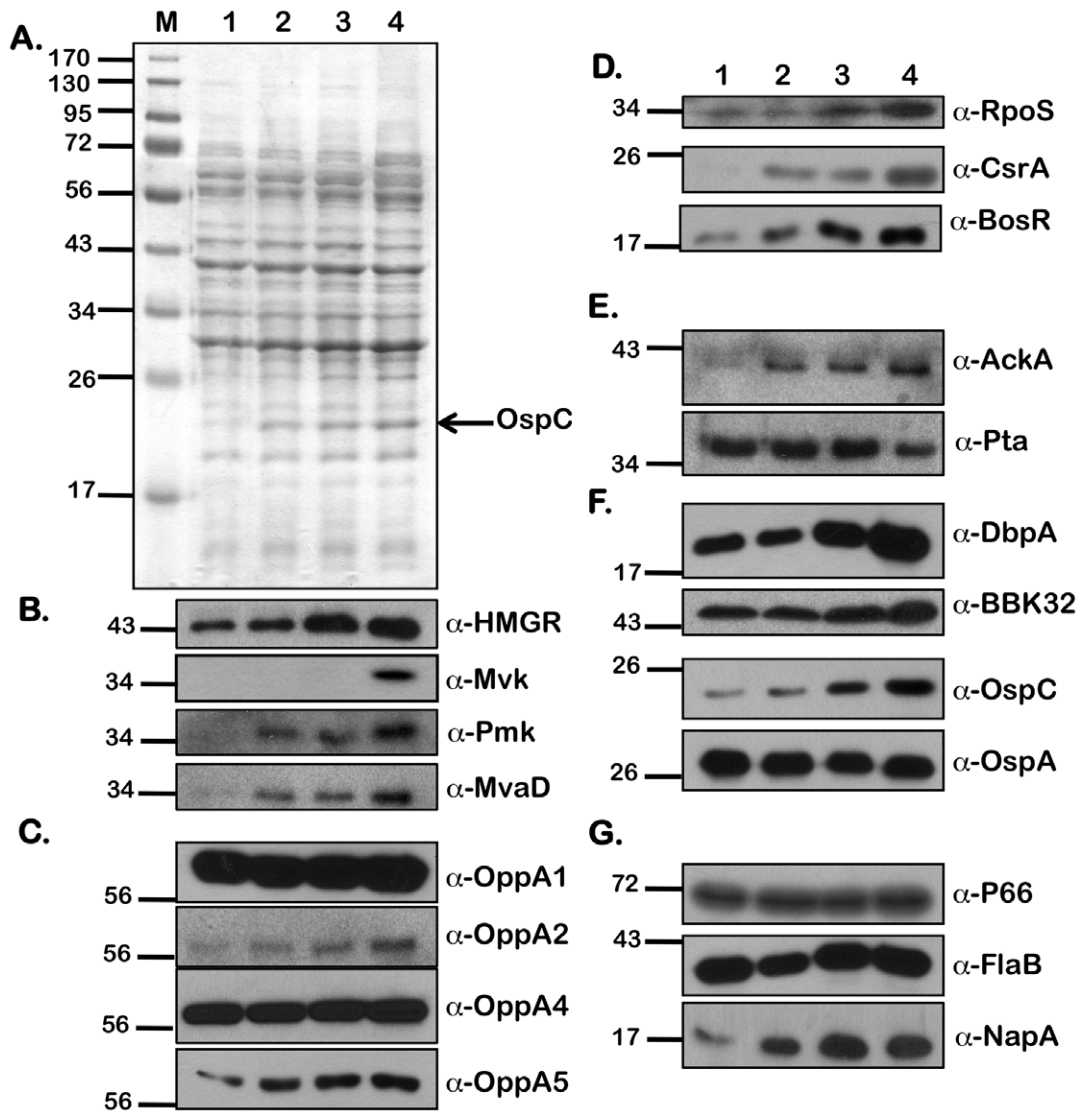 A.
M 1 2 3 4
170
130
95
72
56
43
34
26
17
OspC
B.
43 α-HMGR
34 α-Mvk
34 α-Pmk
34 α-MvaD
C.
56 α-OppA1
56 α-OppA2
56 α-OppA4
56 α-OppA5
D.
1 2 3 4
34 α-RpoS
26 α-CsrA
17 α-BosR
E.
43 α-AckA
34 α-Pta
F.
17 α-DbpA
43 α-BBK32
26 α-OspC
26 α-OspA
G.
72 α-P66
43 α-FlaB
17 α-NapA